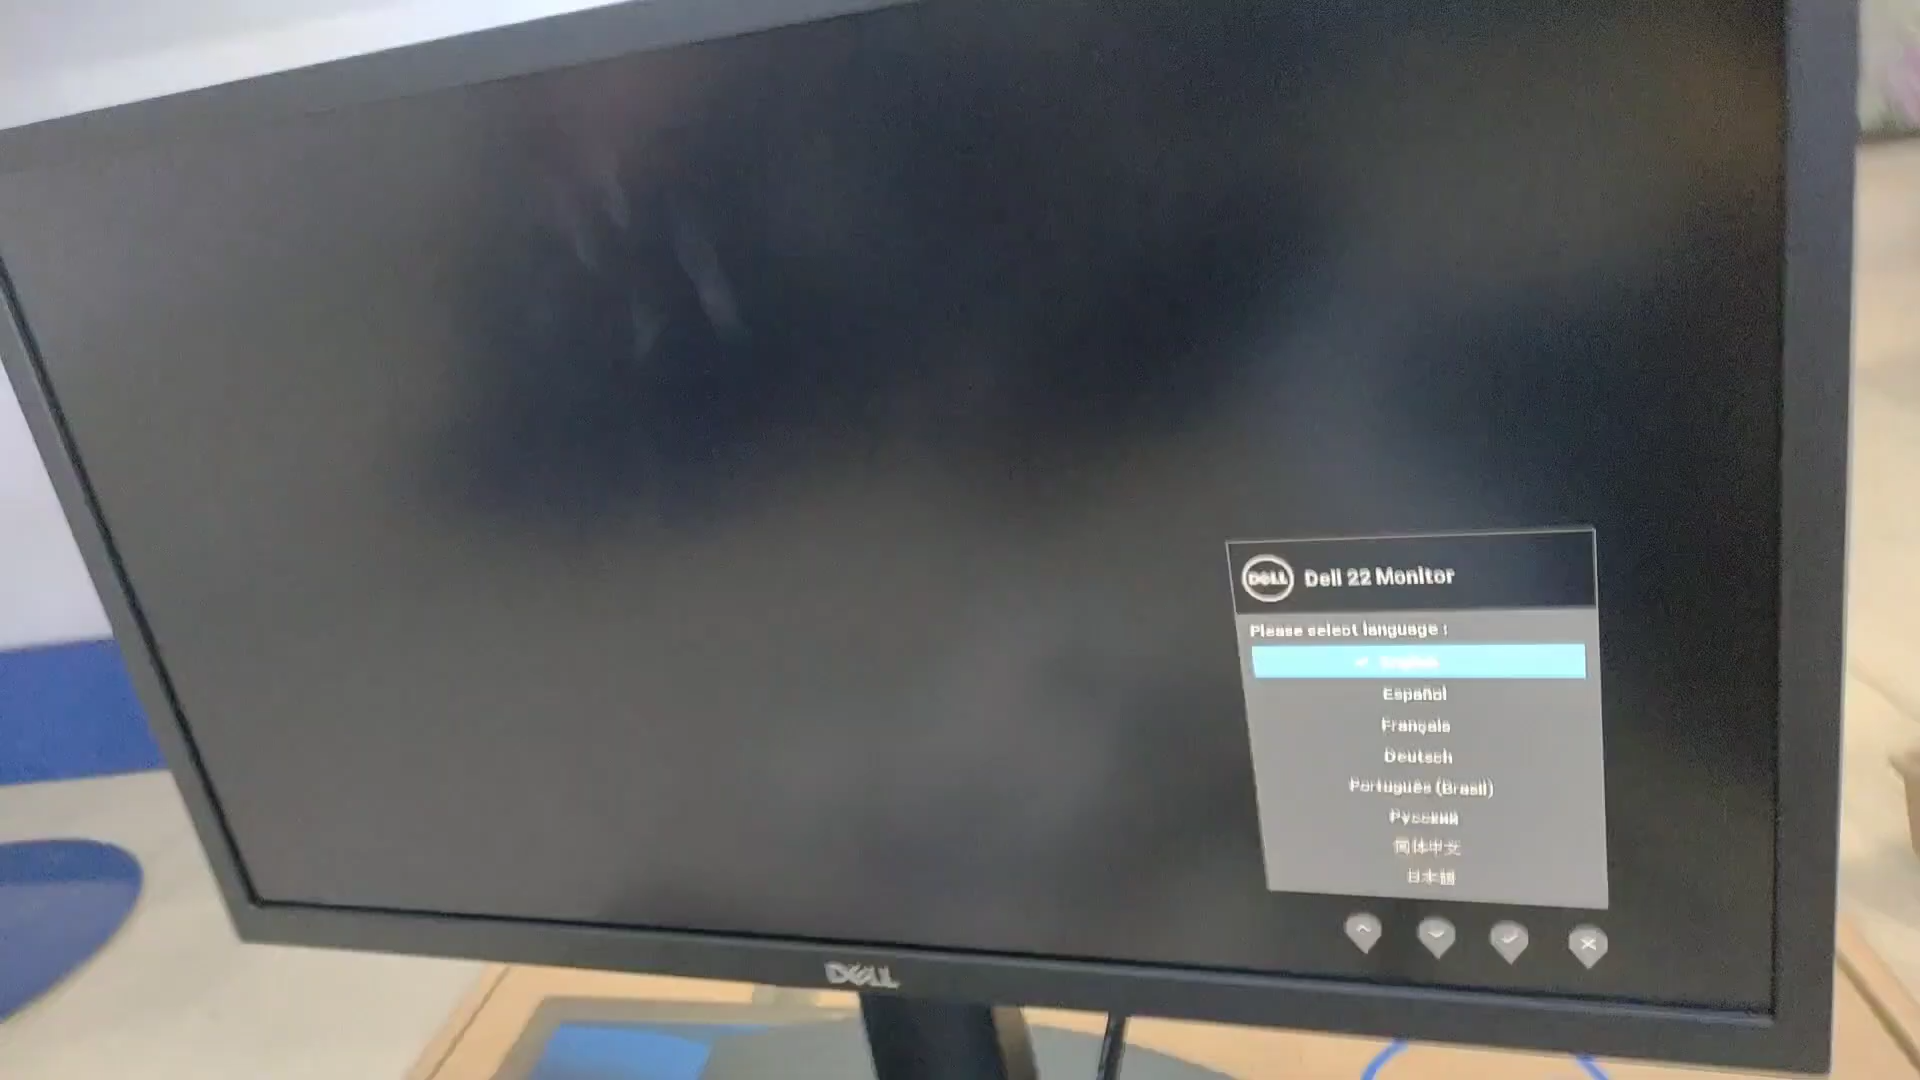 DELL Dell 22 Monitor
Please select language :
English
Español
Français
Deutsch
Português (Brasil)
Русский
简体中文
日本語
DELL